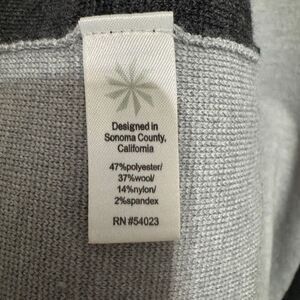 Designed in
Sonoma County,
California
47%polyester/
37%wool/
14%nylon/
2%spandex
RN #54023